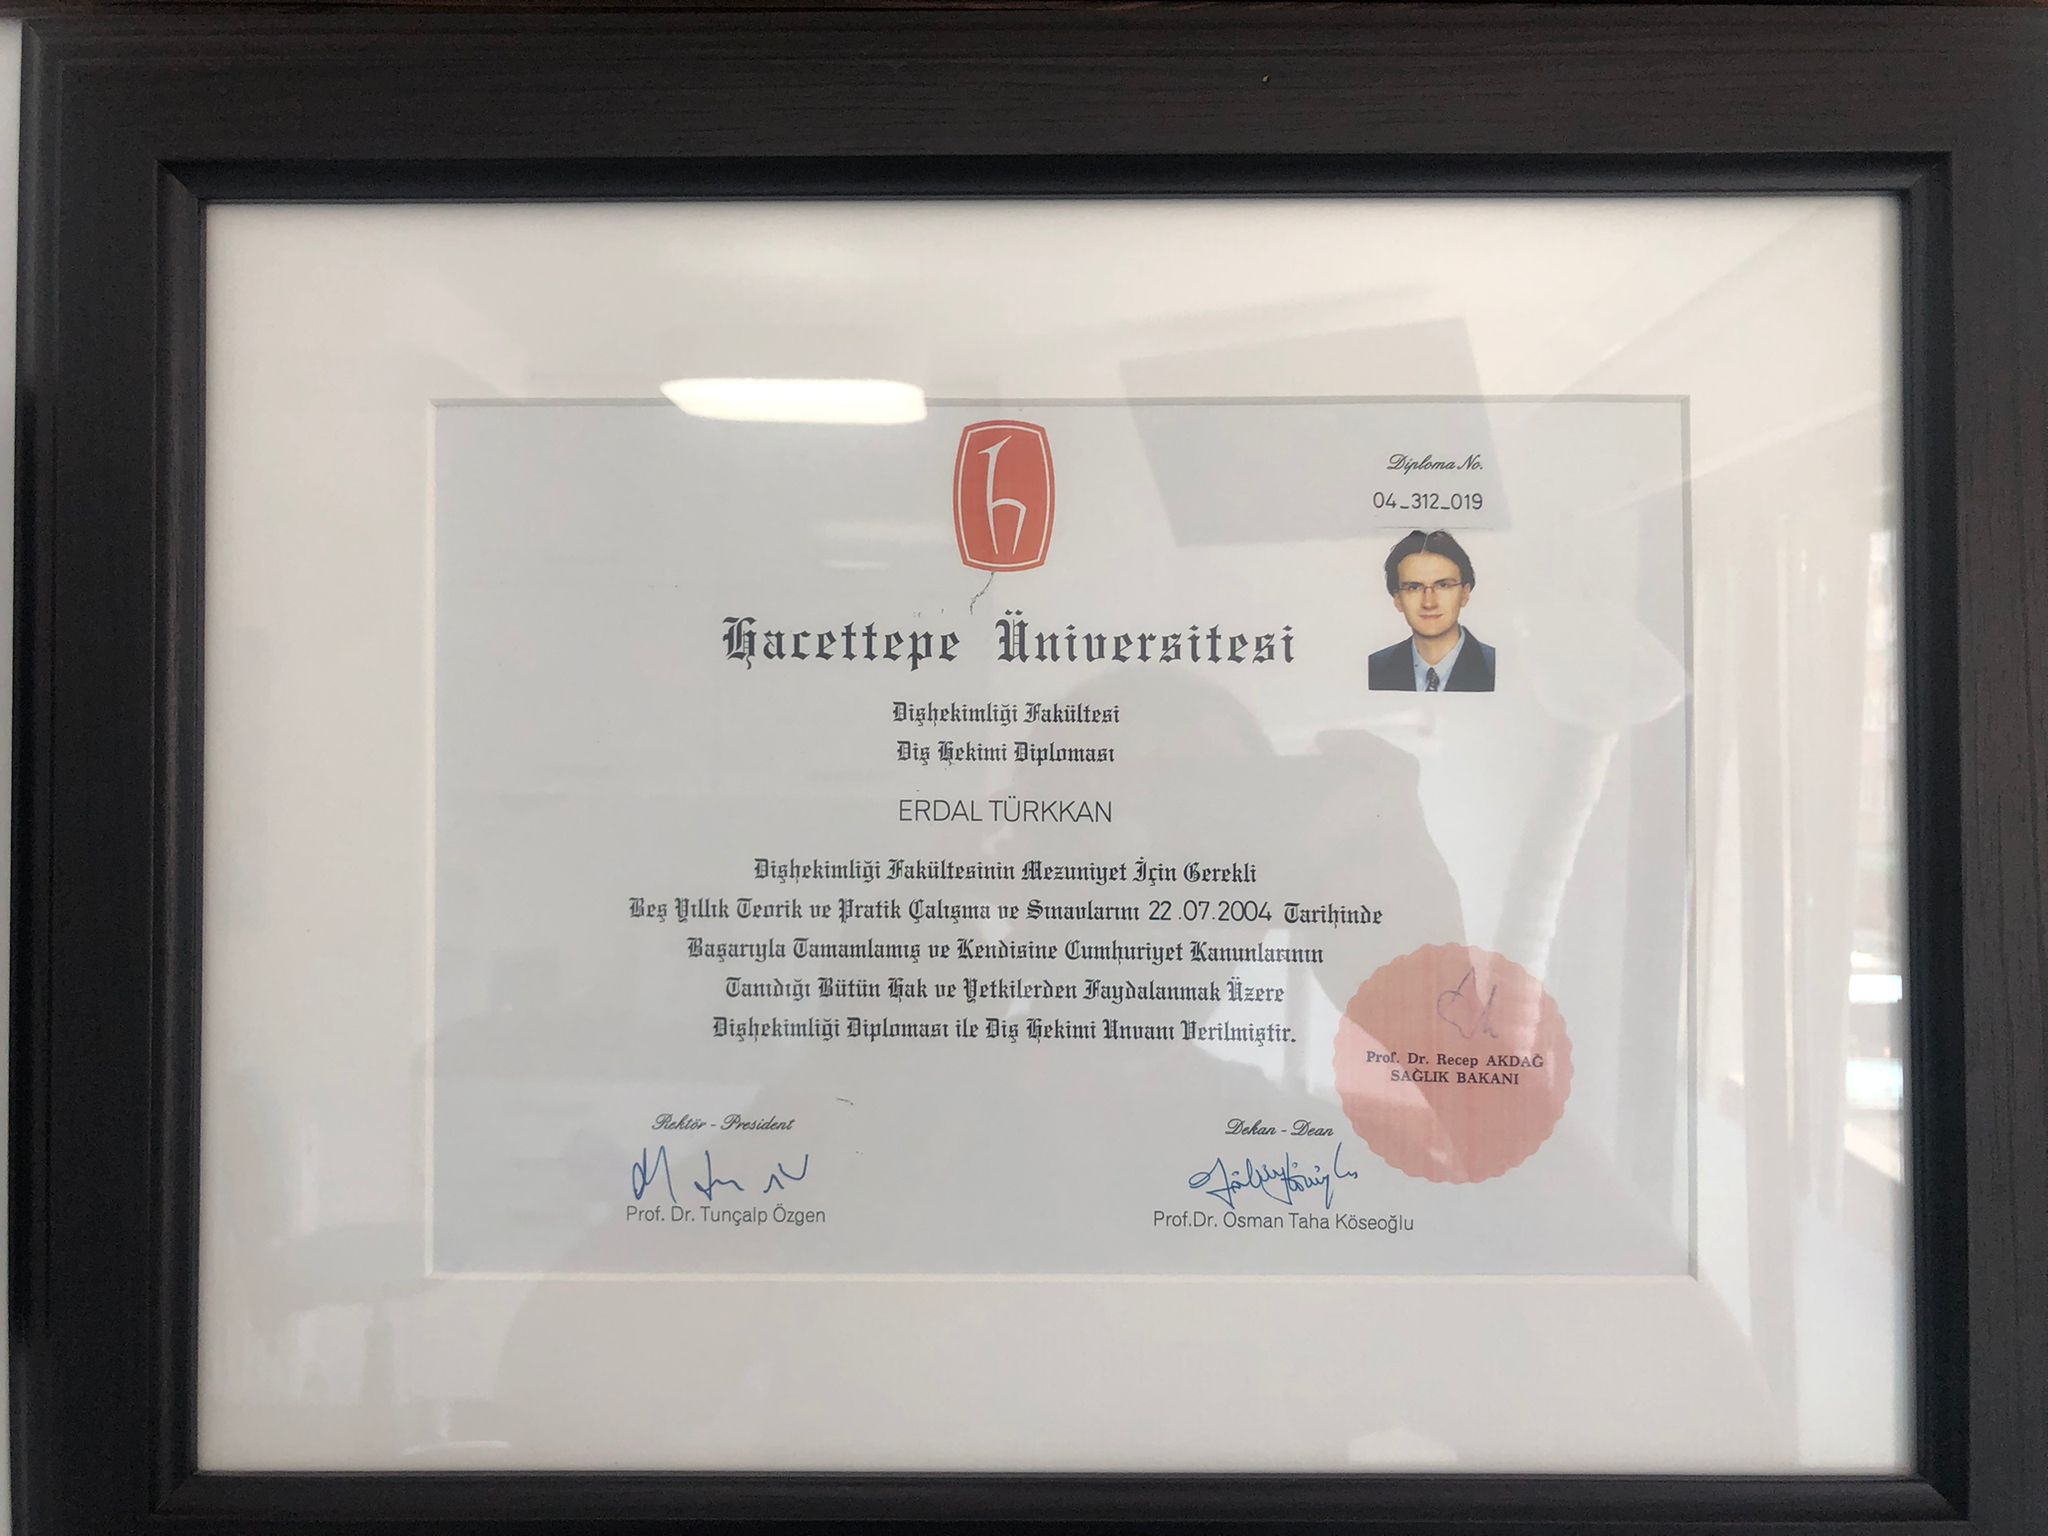 Diploma No.
04_312_019
Hacettepe Üniversitesi
Dişhekimliği Fakültesi
Diş Hekimi Diploması
ERDAL TÜRKKAN
Dişhekimliği Fakültesinin Mezuniyet İçin Gerekli
Beş Yıllık Teorik ve Pratik Çalışma ve Sınavlarını 22.07.2004 Tarihinde
Başarıyla Tamamlamış ve Kendisine Cumhuriyet Kanunlarının
Tanıdığı Bütün Hak ve Yetkilerden Faydalanmak Üzere
Dişhekimliği Diploması ile Diş Hekimi Unvanı Verilmiştir.
Prof. Dr. Recep AKDAĞ
SAĞLIK BAKANI
Rektör - President
Prof. Dr. Tunçalp Özgen
Dekan - Dean
Prof.Dr. Osman Taha Köseoğlu